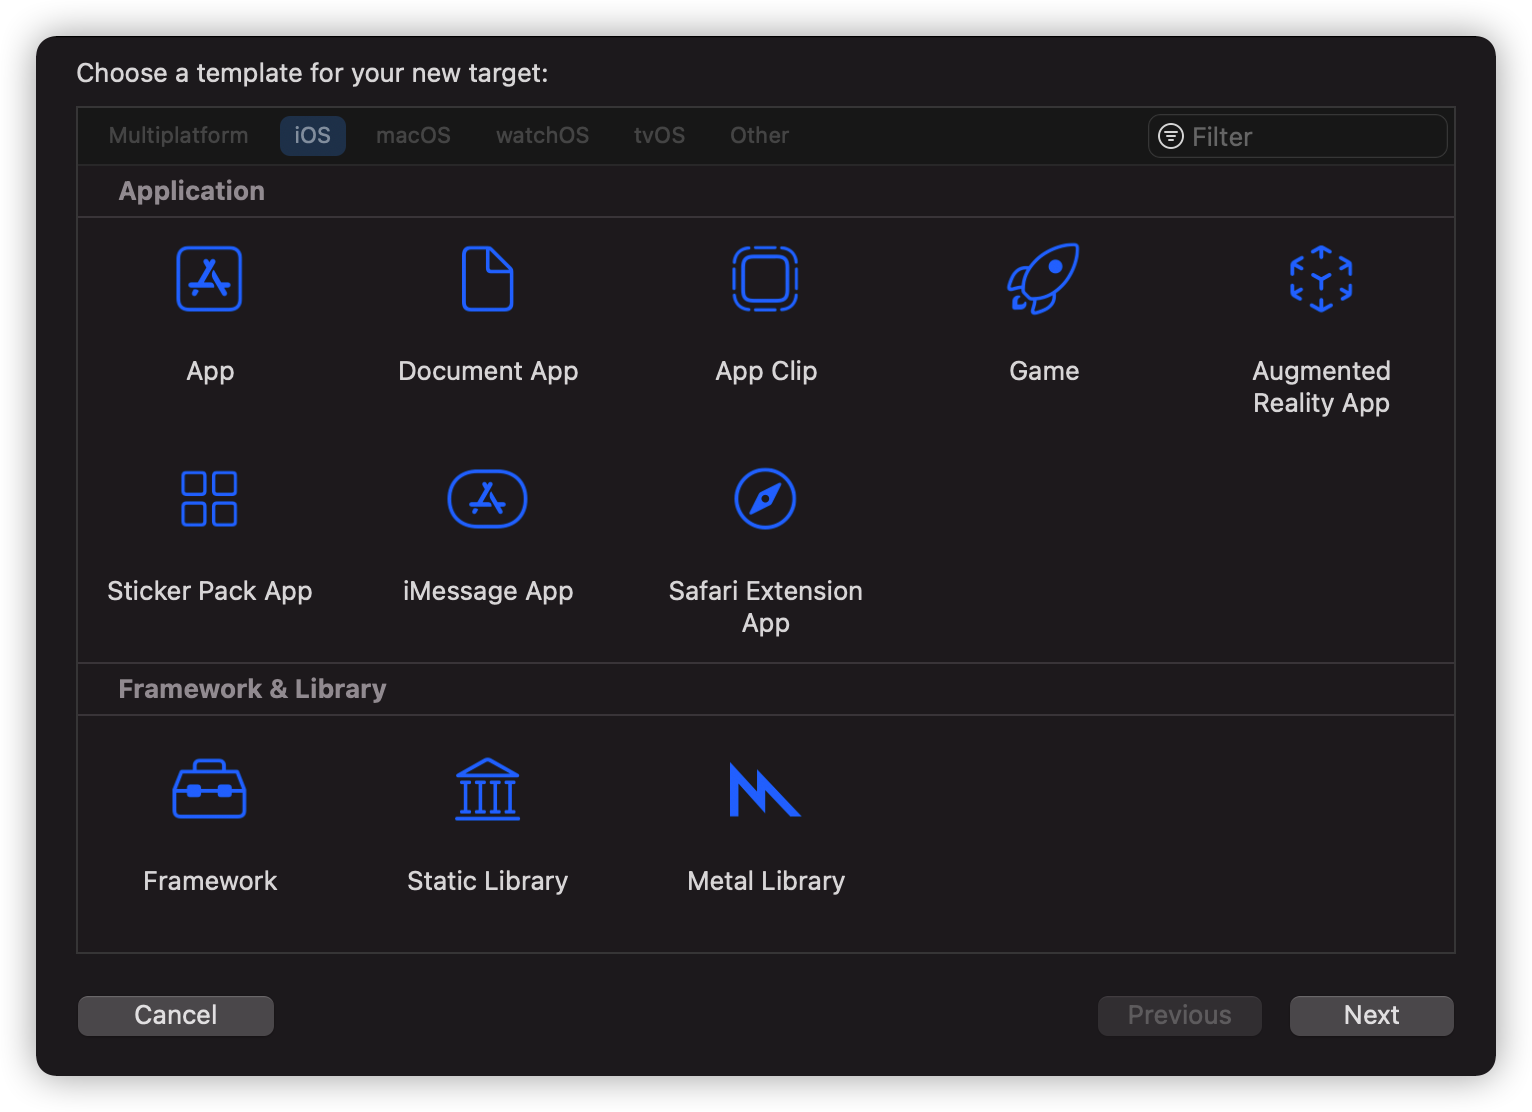 Choose a template for your new target:
Multiplatform iOS macOS watchOS tvOS Other Filter
Application
App Document App App Clip Game Augmented
Reality App
Sticker Pack App iMessage App Safari Extension
App
Framework & Library
Framework Static Library Metal Library
Cancel Previous Next